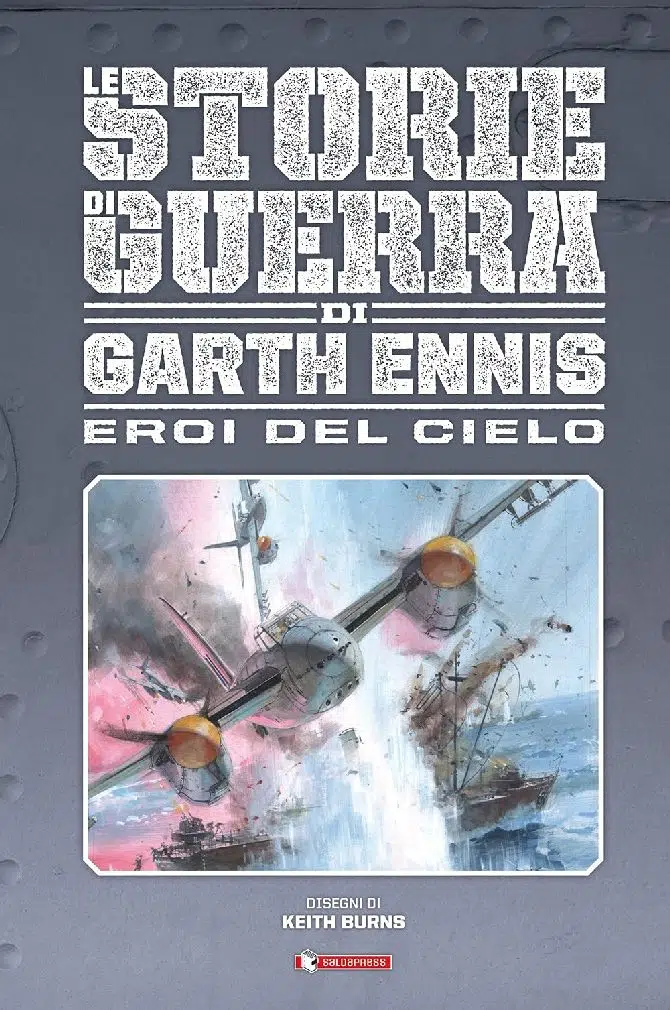 LE STORIE
DI GUERRA
DI
GARTH ENNIS
EROI DEL CIELO
DISEGNI DI
KEITH BURNS
saldapress